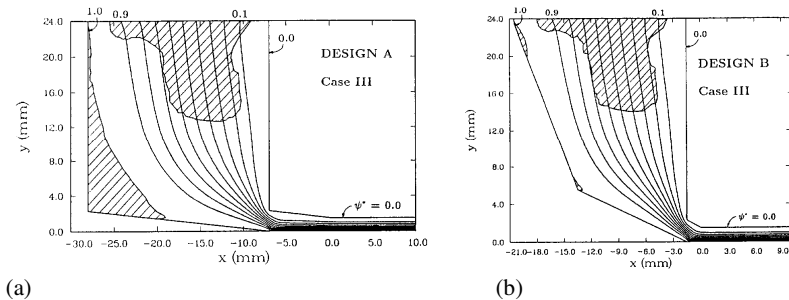 1.0 0.9 0.1
24.0
20.0
16.0
12.0
8.0
4.0
0.0
y (mm)
0.0
DESIGN A
Case III
ψ* = 0.0
-30.0 -25.0 -20.0 -15.0 -10.0 -5.0 0.0 5.0 10.0
x (mm)
(a)
1.0 0.9 0.1
24.0
20.0
16.0
12.0
8.0
4.0
0.0
y (mm)
0.0
DESIGN B
Case III
ψ* = 0.0
-21.0 -18.0 -15.0 -12.0 -9.0 -6.0 -3.0 0.0 3.0 6.0 9.0
x (mm)
(b)